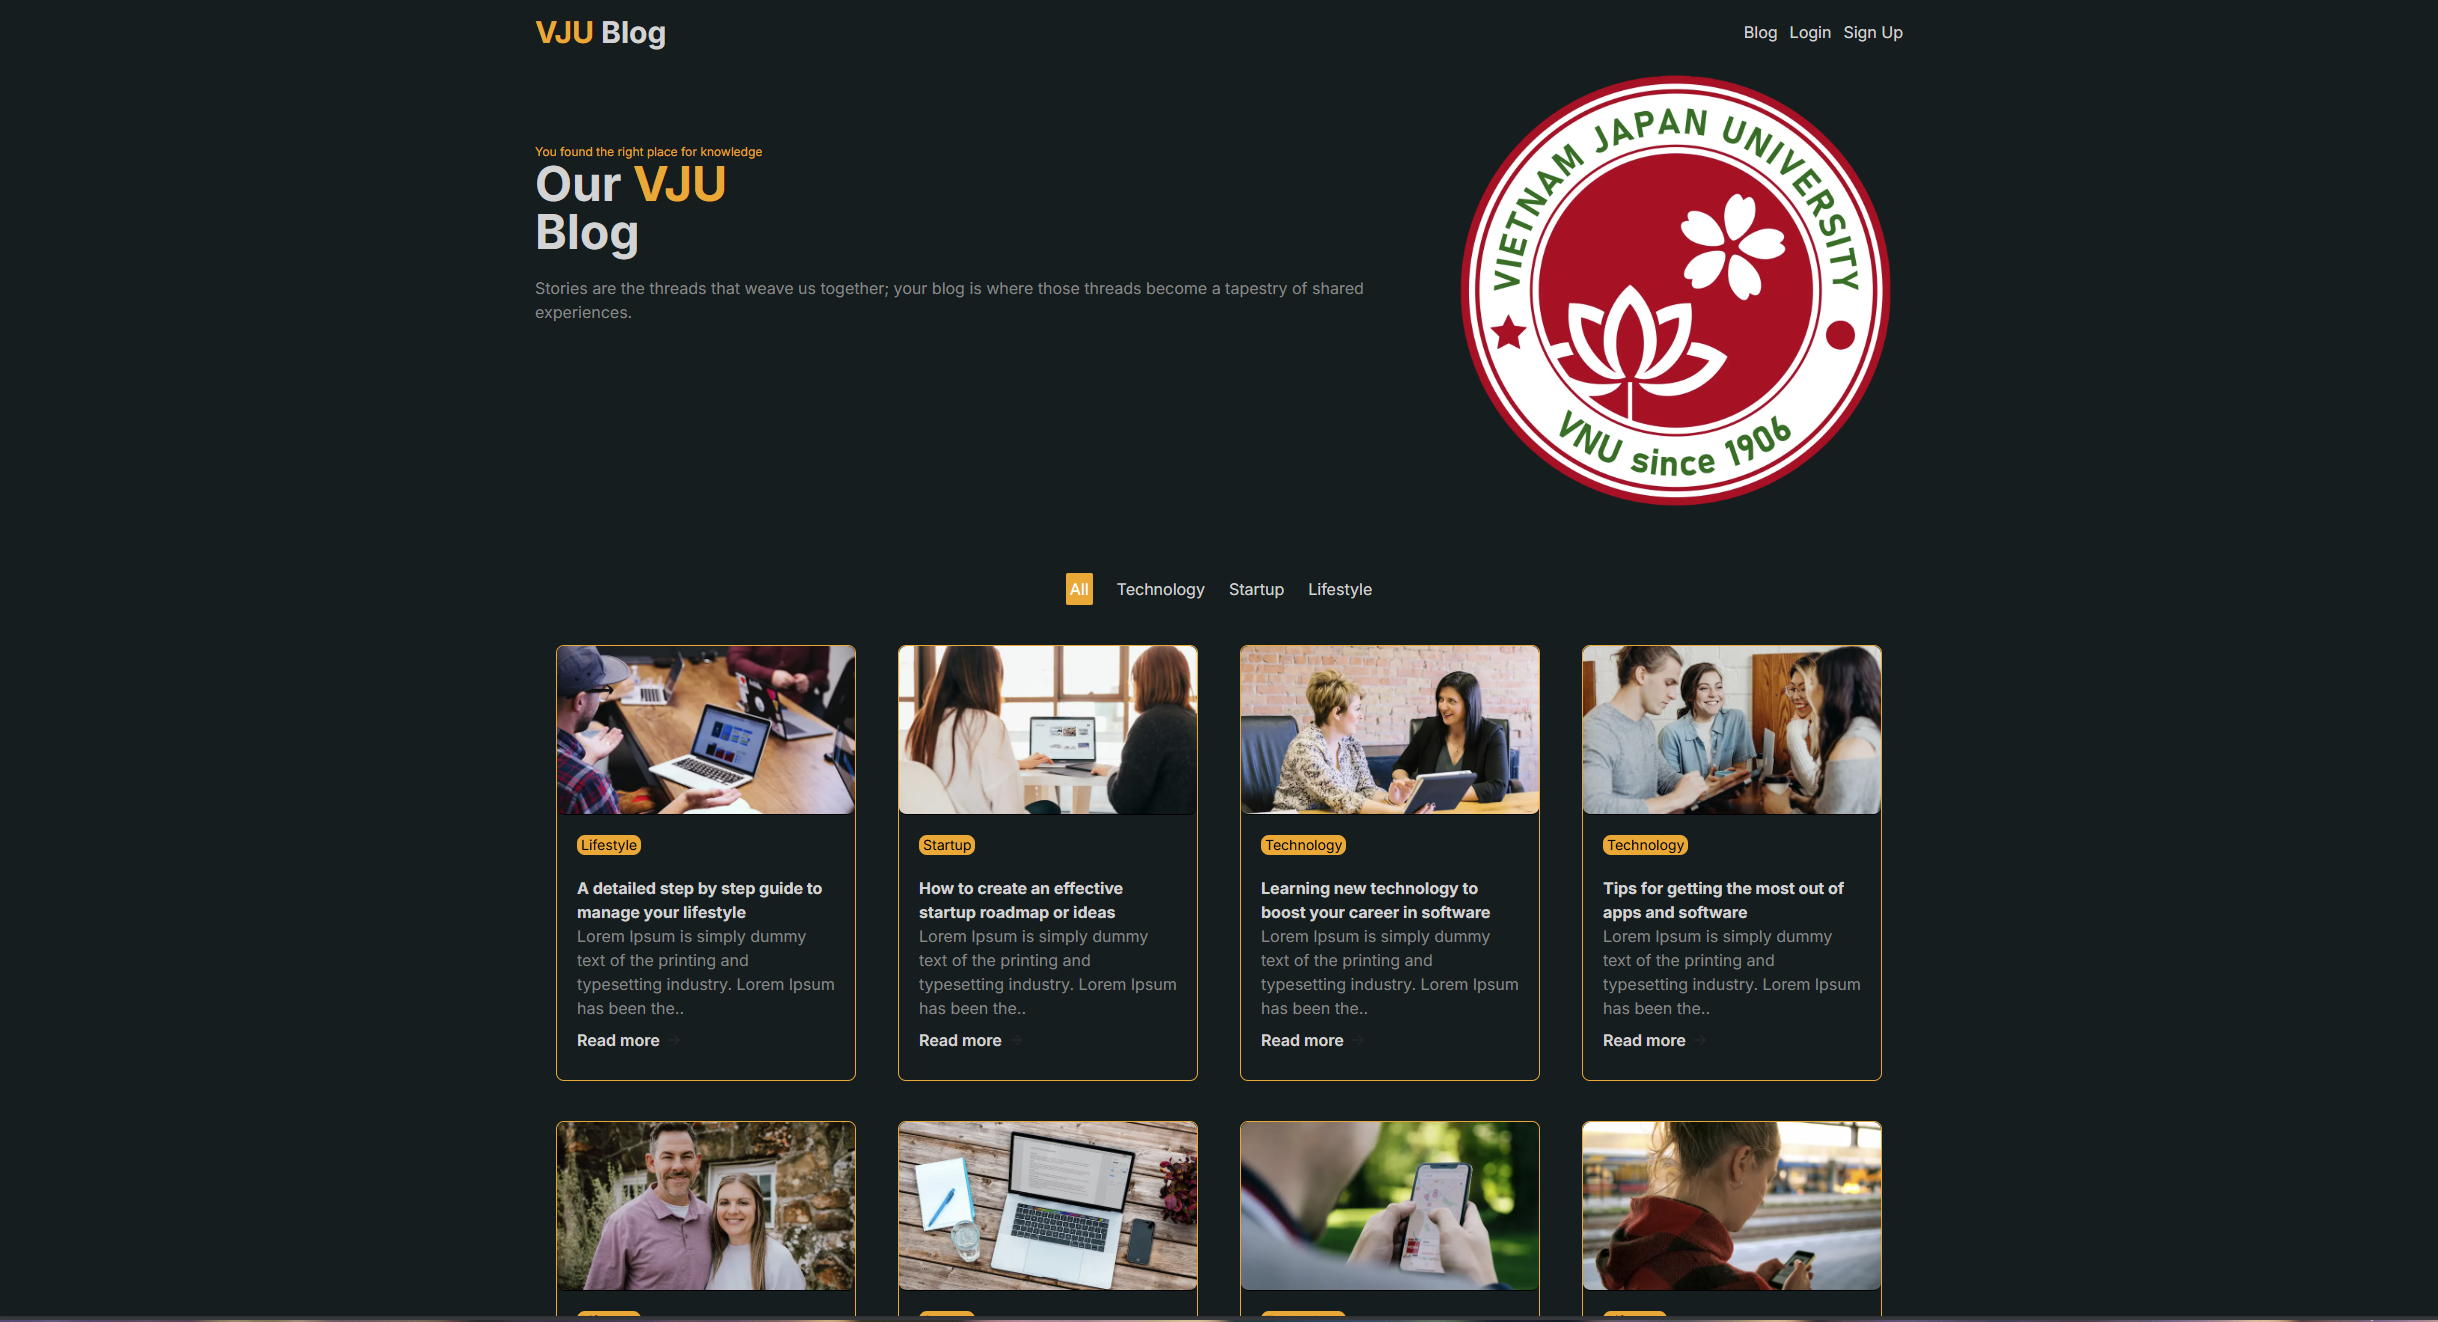 VJU Blog
Blog Login Sign Up
You found the right place for knowledge
Our VJU
Blog
Stories are the threads that weave us together; your blog is where those threads become a tapestry of shared
experiences.
VIETNAM JAPAN UNIVERSITY
VNU since 1906
All Technology Startup Lifestyle
Lifestyle
A detailed step by step guide to
manage your lifestyle
Lorem Ipsum is simply dummy
text of the printing and
typesetting industry. Lorem Ipsum
has been the..
Read more →
Startup
How to create an effective
startup roadmap or ideas
Lorem Ipsum is simply dummy
text of the printing and
typesetting industry. Lorem Ipsum
has been the..
Read more →
Technology
Learning new technology to
boost your career in software
Lorem Ipsum is simply dummy
text of the printing and
typesetting industry. Lorem Ipsum
has been the..
Read more →
Technology
Tips for getting the most out of
apps and software
Lorem Ipsum is simply dummy
text of the printing and
typesetting industry. Lorem Ipsum
has been the..
Read more →